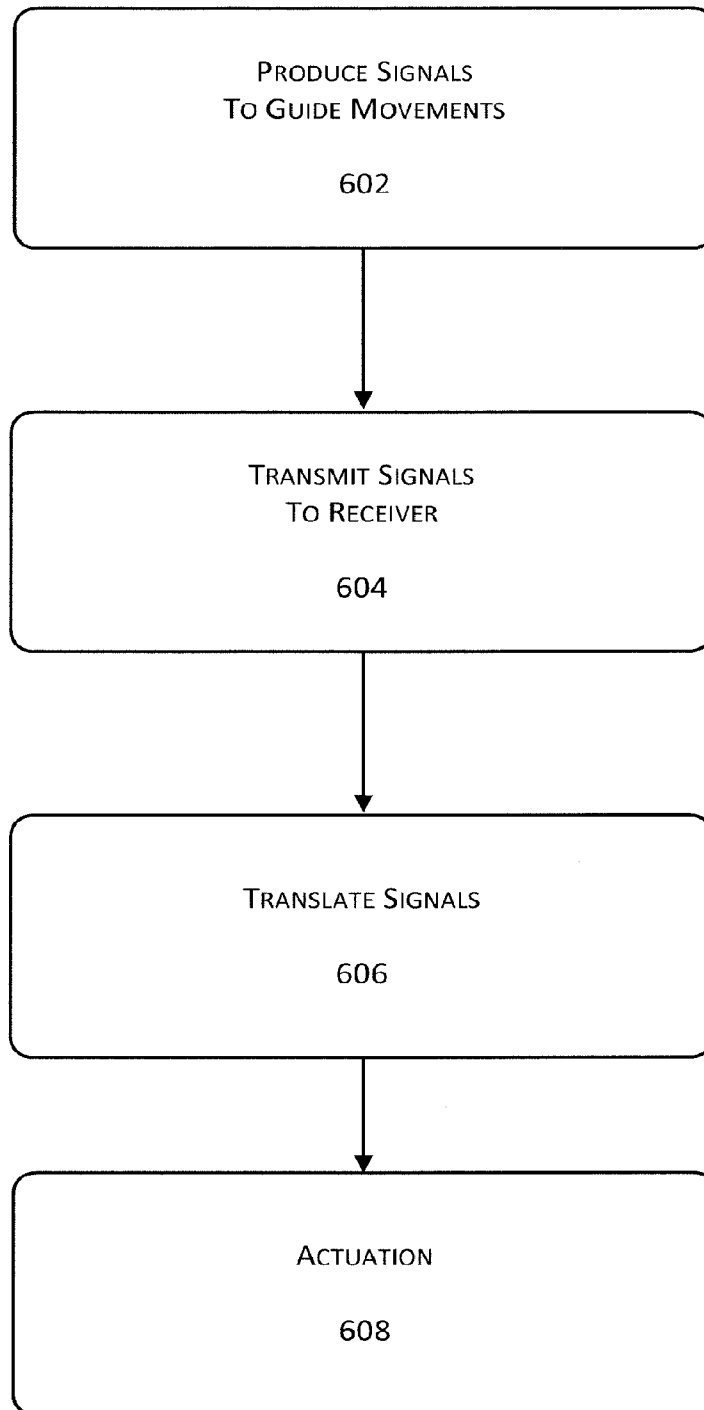 PRODUCE SIGNALS
TO GUIDE MOVEMENTS
602
TRANSMIT SIGNALS
TO RECEIVER
604
TRANSLATE SIGNALS
606
ACTUATION
608